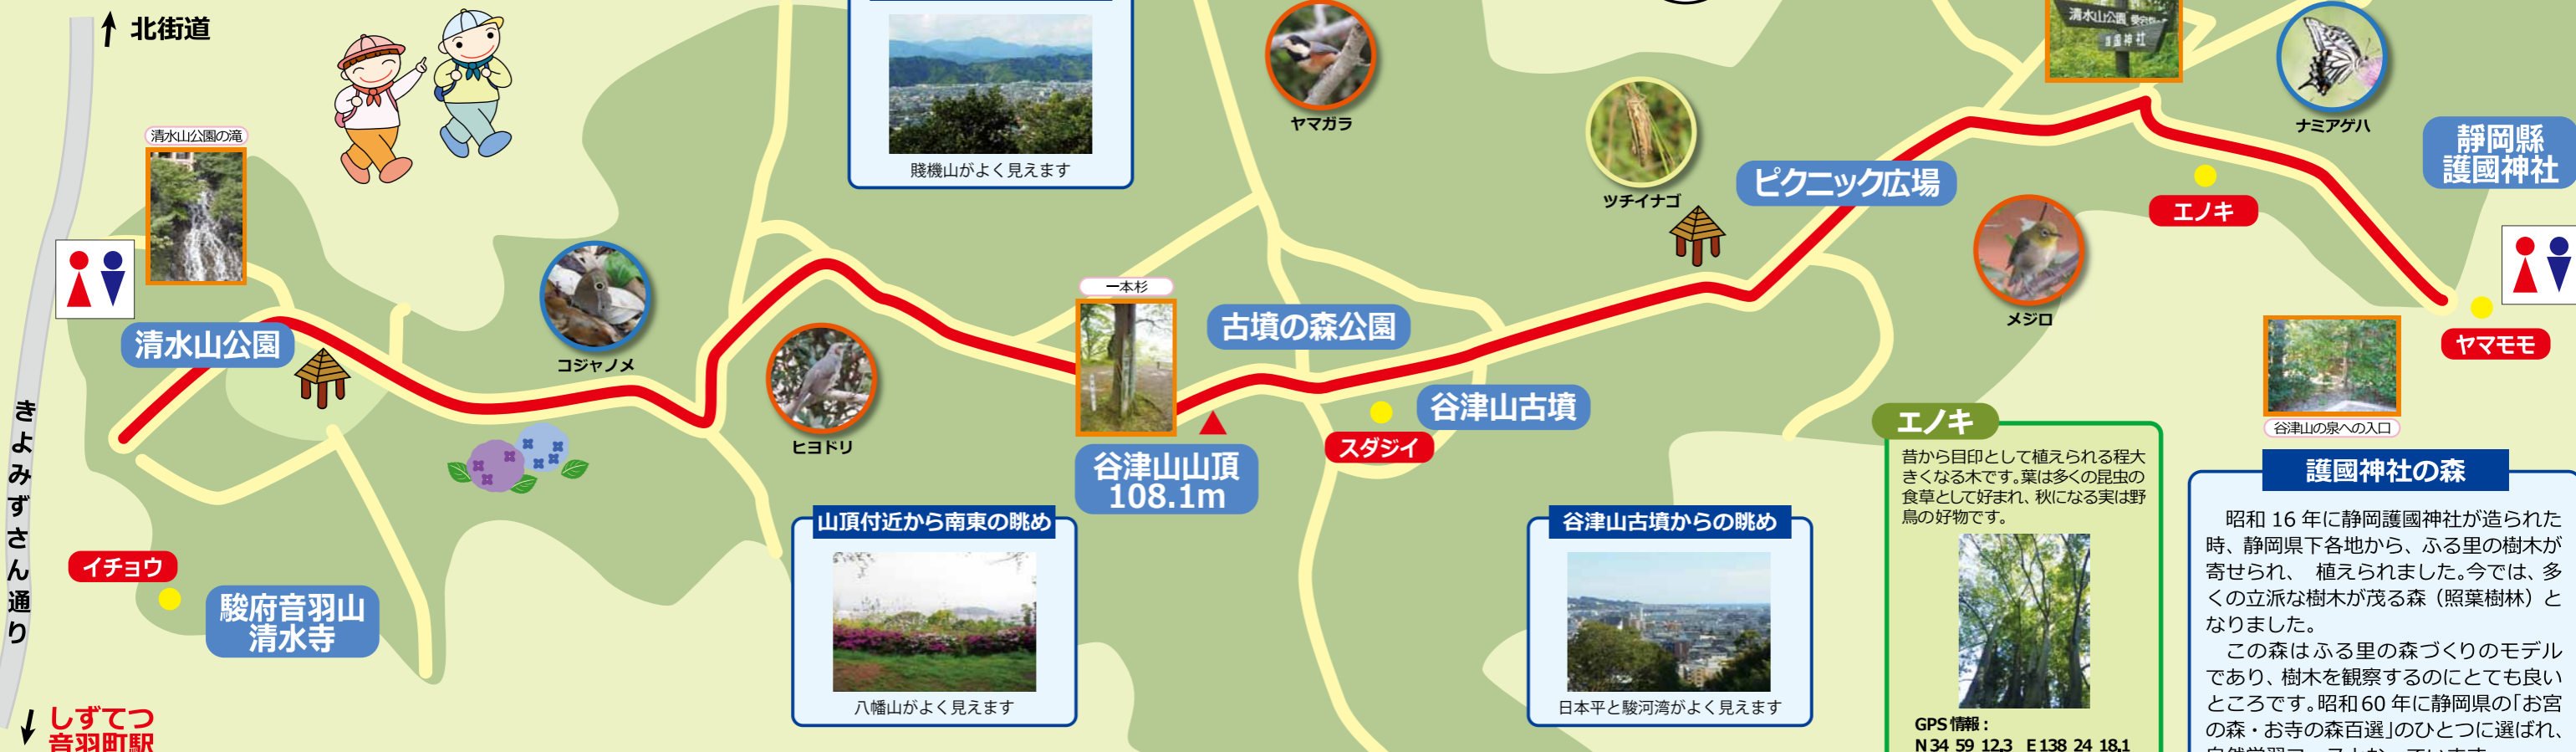 北街道
清水山公園の滝
清水山公園
コジャノメ
ヒヨドリ
きよみずさん通り
イチョウ
駿府音羽山
清水寺
しずてつ
音羽町駅
賤機山がよく見えます
ヤマガラ
一本杉
古墳の森公園
谷津山山頂
108.1m
スダジイ
谷津山古墳
山頂付近から南東の眺め
八幡山がよく見えます
谷津山古墳からの眺め
日本平と駿河湾がよく見えます
ツチイナゴ
ピクニック広場
メジロ
清水山公園
護國神社
ナミアゲハ
エノキ
靜岡縣
護國神社
ヤマモモ
谷津山の泉への入口
エノキ
昔から目印として植えられる程大
きくなる木です。葉は多くの昆虫の
食草として好まれ、秋になる実は野
鳥の好物です。
GPS情報：
N34 59 12.3 E138 24 18.1
護國神社の森
昭和 16 年に静岡護國神社が造られた
時、静岡県下各地から、ふる里の樹木が
寄せられ、 植えられました。今では、多
くの立派な樹木が茂る森（照葉樹林）と
なりました。
この森はふる里の森づくりのモデル
であり、樹木を観察するのにとても良い
ところです。昭和60 年に静岡県の「お宮
の森・お寺の森百選」のひとつに選ばれ、